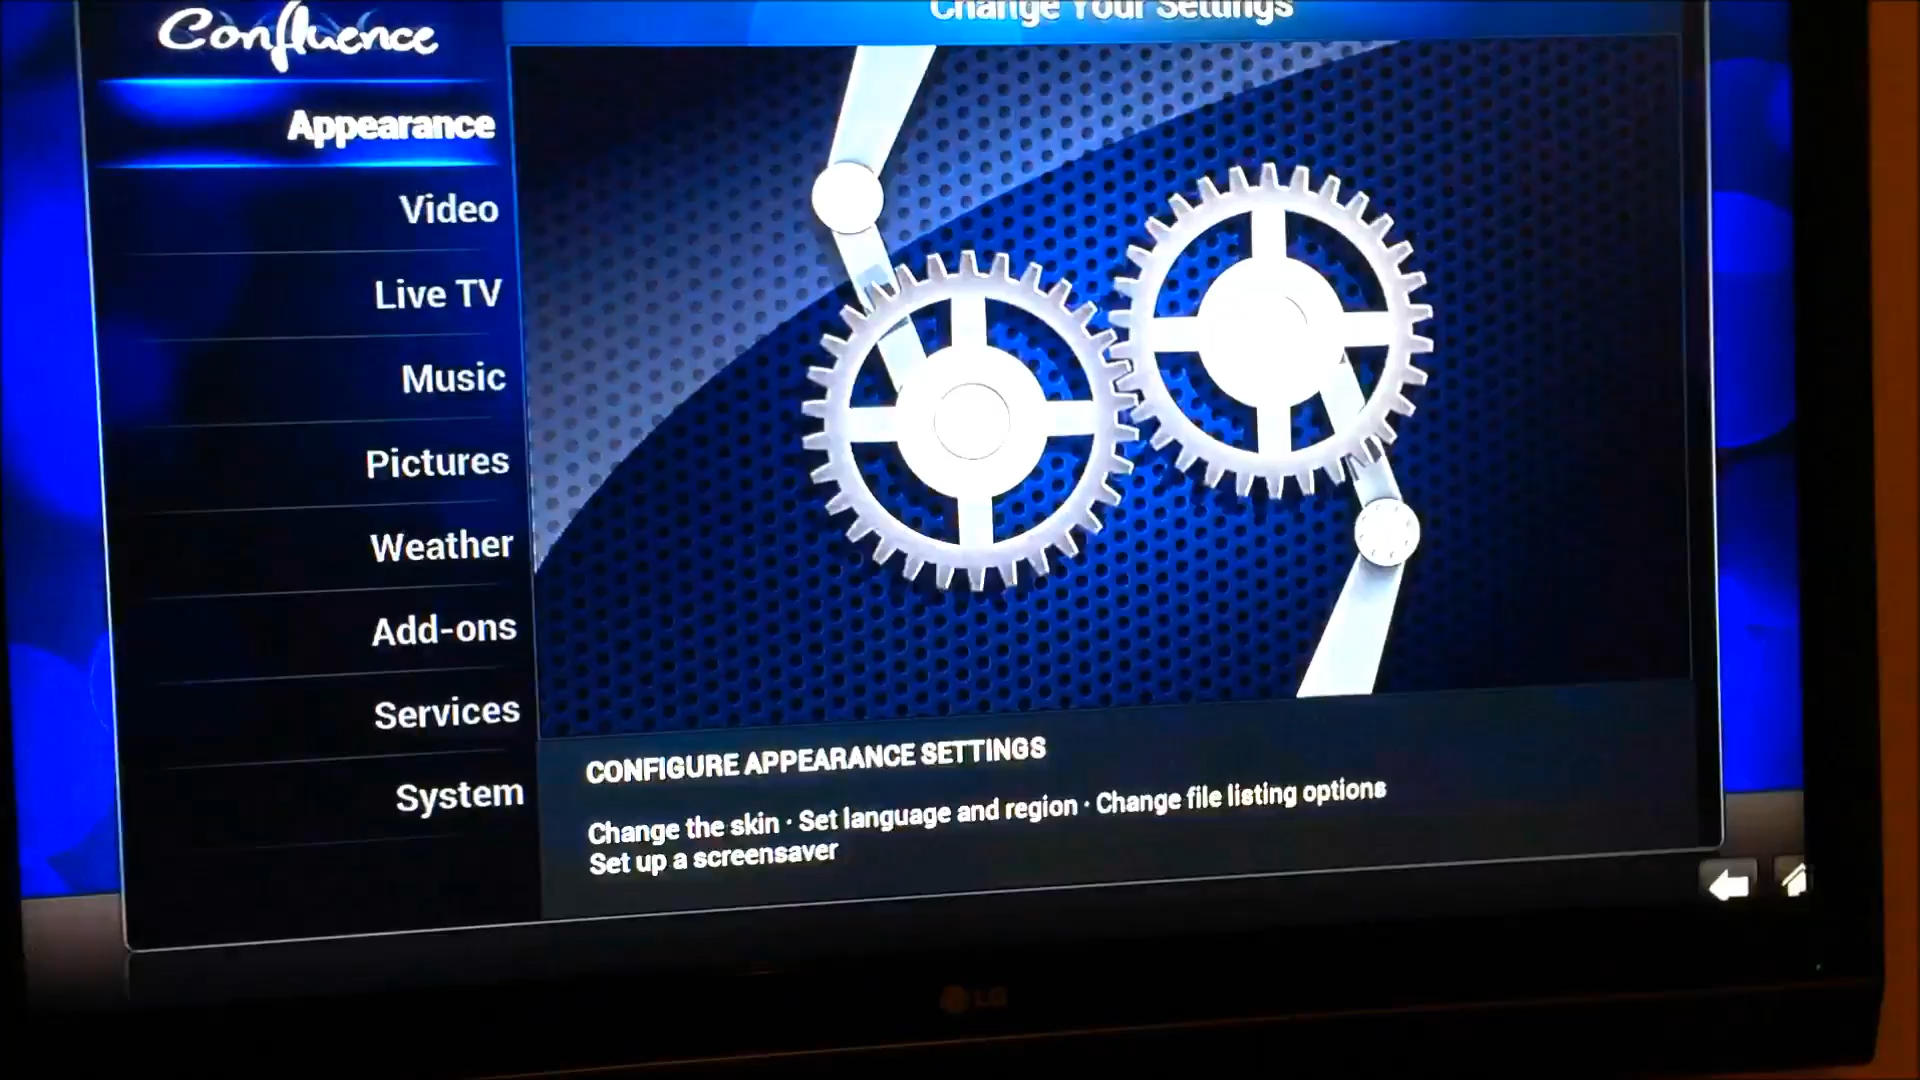 Confluence
Change Your Settings
Appearance
Video
Live TV
Music
Pictures
Weather
Add-ons
Services
System
CONFIGURE APPEARANCE SETTINGS
Change the skin · Set language and region · Change file listing options
Set up a screensaver
LG